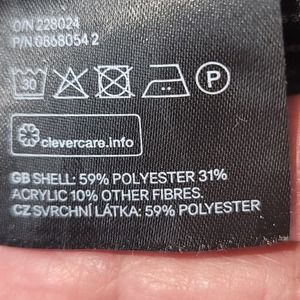 O/N 228024
P/N 0868054 2
30 P
clevercare.info
GB SHELL: 59% POLYESTER 31%
ACRYLIC 10% OTHER FIBRES.
CZ SVRCHNÍ LÁTKA: 59% POLYESTER